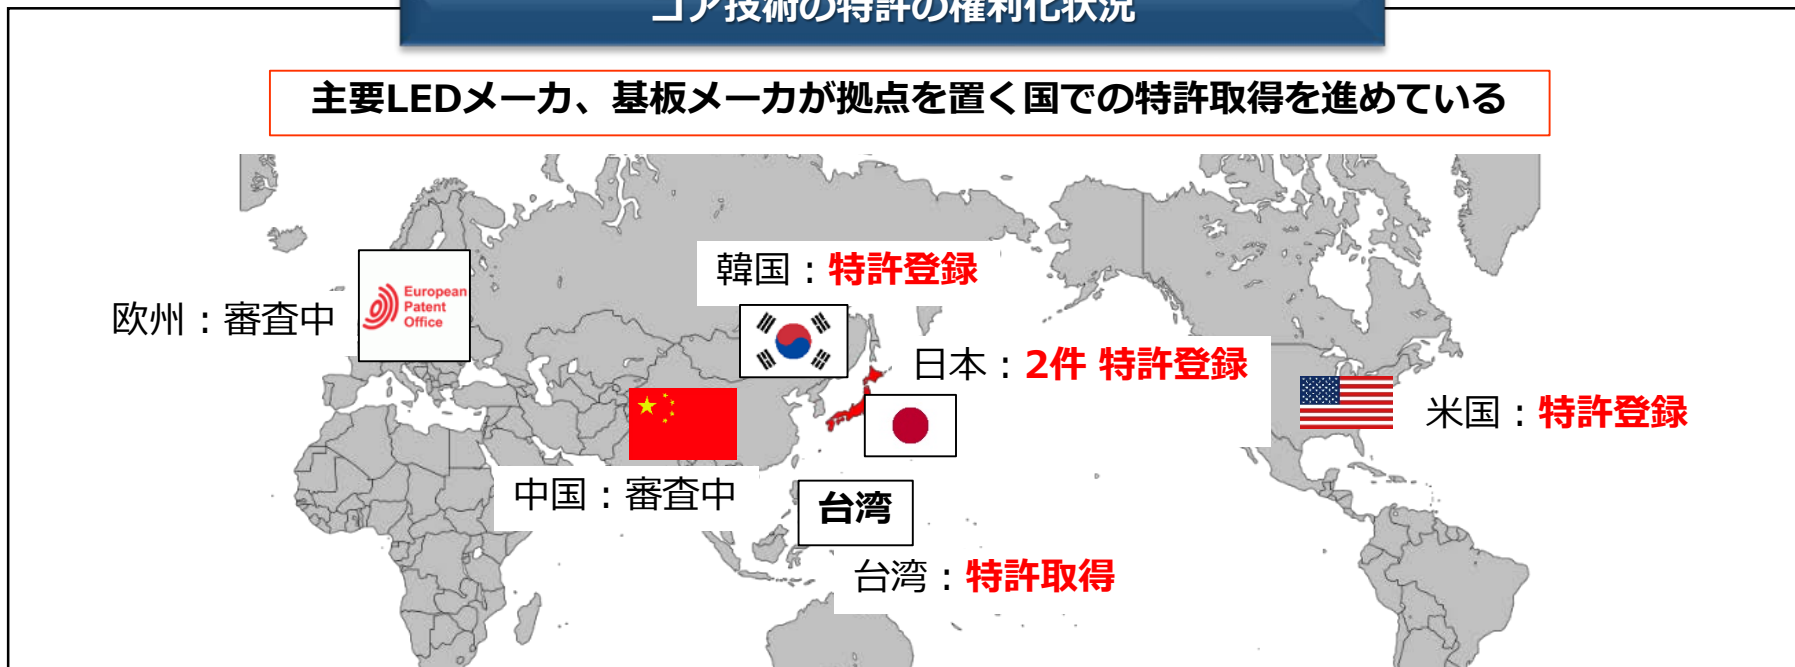 コア技術の特許の権利化状況
主要LEDメーカ、基板メーカが拠点を置く国での特許取得を進めている
韓国：特許登録
欧州：審査中
European
Patent
Office
日本：2件 特許登録
米国：特許登録
中国：審査中
台湾
台湾：特許取得